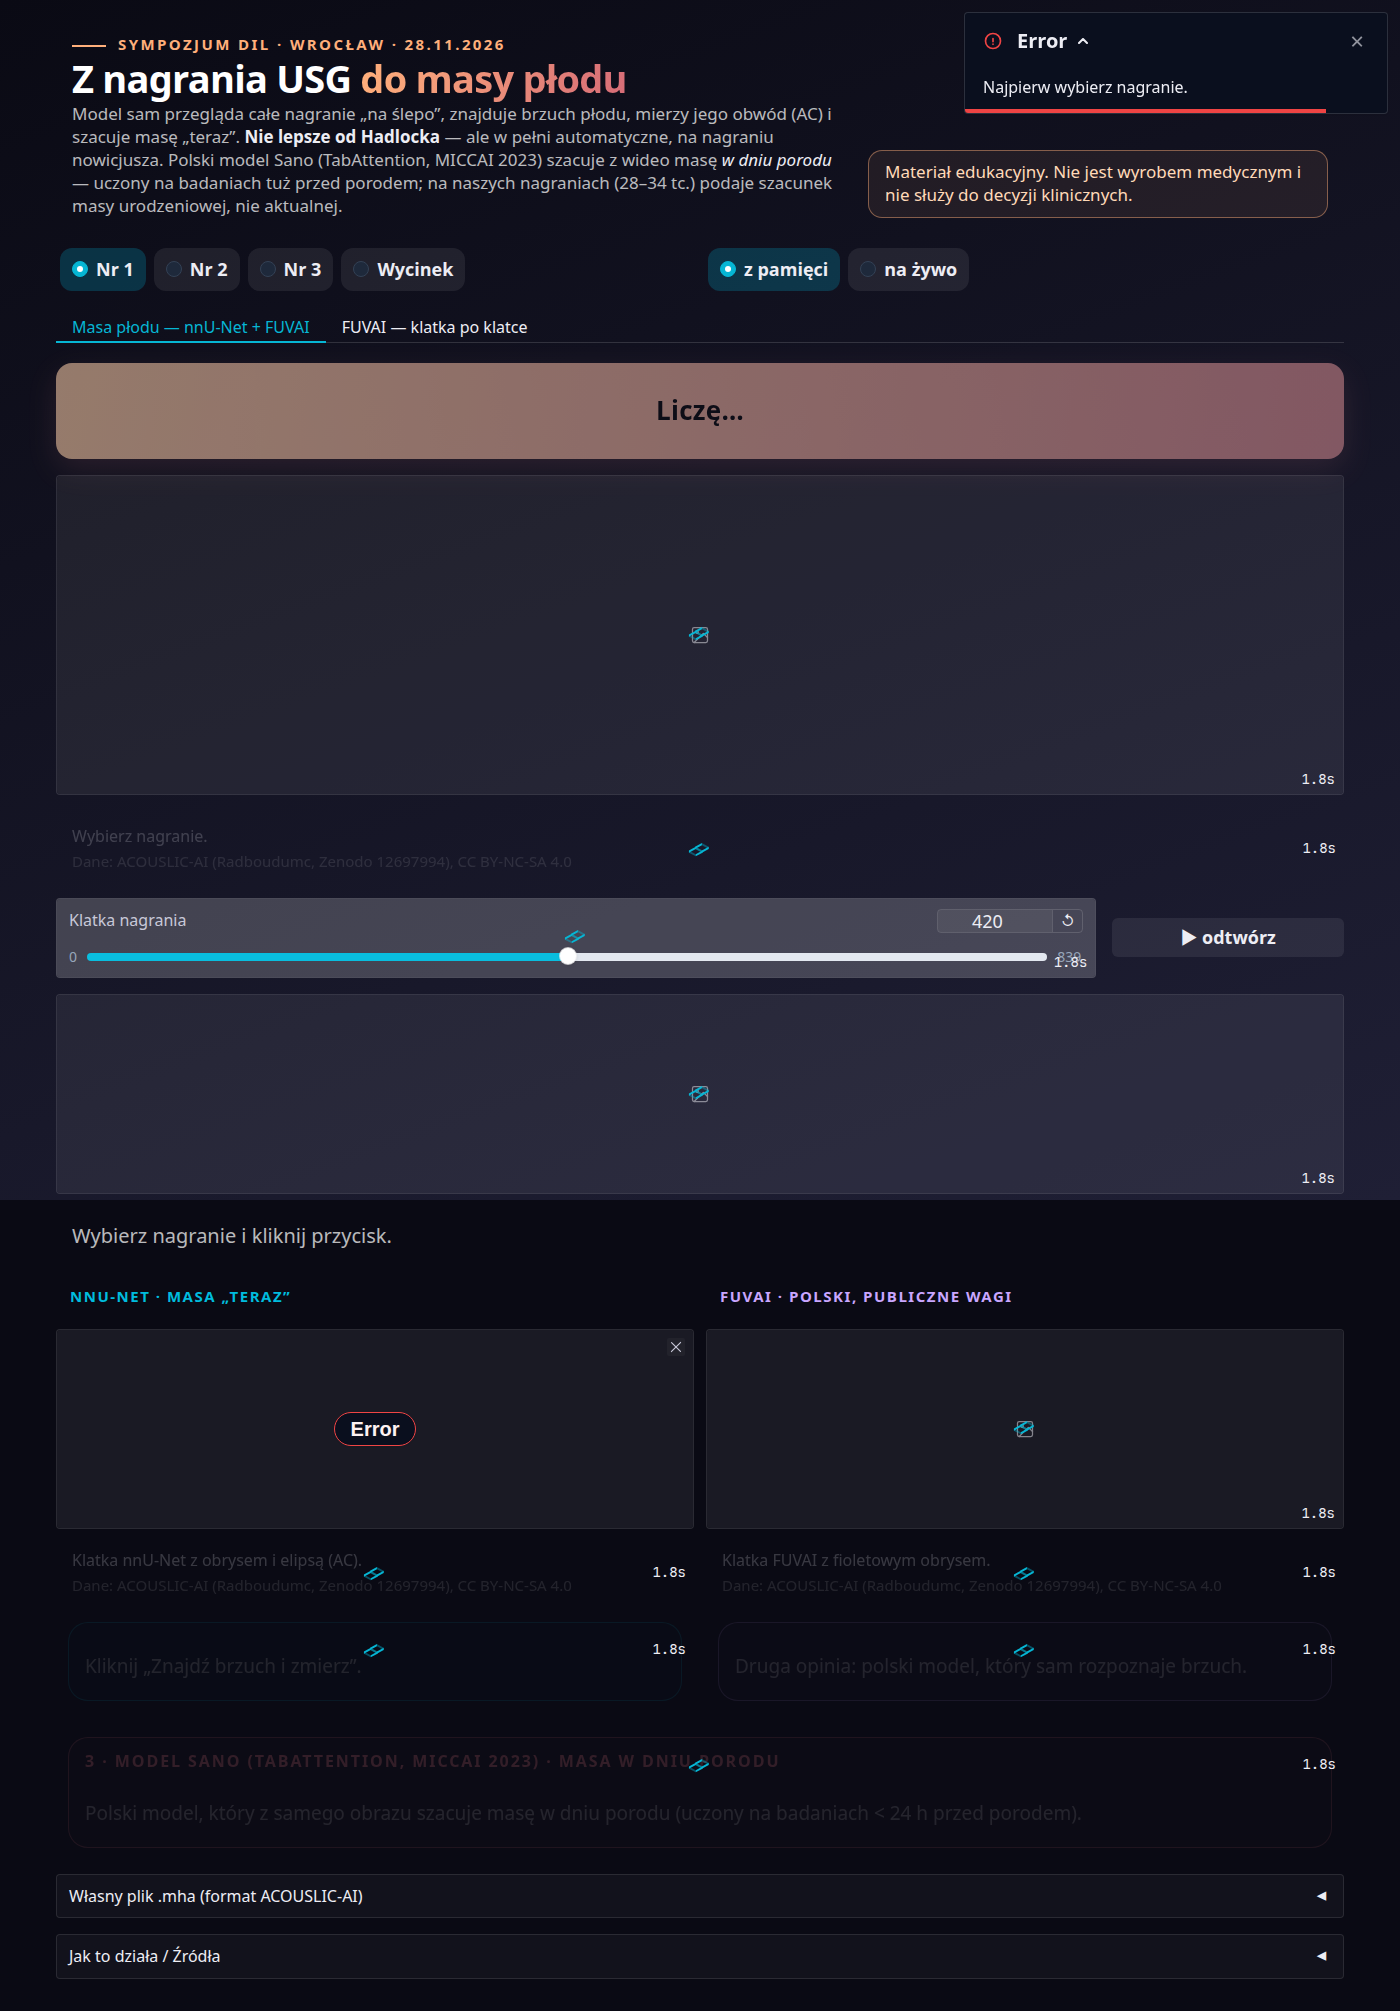 SYMPOZJUM DIL · WROCŁAW · 28.11.2026
Z nagrania USG do masy płodu
Model sam przegląda całe nagranie „na ślepo”, znajduje brzuch płodu, mierzy jego obwód (AC) i
szacuje masę „teraz”. Nie lepsze od Hadlocka — ale w pełni automatyczne, na nagraniu
nowicjusza. Polski model Sano (TabAttention, MICCAI 2023) szacuje z wideo masę w dniu porodu
— uczony na badaniach tuż przed porodem; na naszych nagraniach (28–34 tc.) podaje szacunek
masy urodzeniowej, nie aktualnej.
Error
Najpierw wybierz nagranie.
Materiał edukacyjny. Nie jest wyrobem medycznym i
nie służy do decyzji klinicznych.
Nr 1 Nr 2 Nr 3 Wycinek z pamięci na żywo
Masa płodu — nnU-Net + FUVAI FUVAI — klatka po klatce
Liczę...
1.8s
Wybierz nagranie.
Dane: ACOUSLIC-AI (Radboudumc, Zenodo 12697994), CC BY-NC-SA 4.0
1.8s
Klatka nagrania 420
0 839
1.8s
▶ odtwórz
1.8s
Wybierz nagranie i kliknij przycisk.
NNU-NET · MASA „TERAZ” FUVAI · POLSKI, PUBLICZNE WAGI
Error
1.8s
Klatka nnU-Net z obrysem i elipsą (AC).
Dane: ACOUSLIC-AI (Radboudumc, Zenodo 12697994), CC BY-NC-SA 4.0
1.8s
Klatka FUVAI z fioletowym obrysem.
Dane: ACOUSLIC-AI (Radboudumc, Zenodo 12697994), CC BY-NC-SA 4.0
1.8s
Kliknij „Znajdź brzuch i zmierz”.
1.8s
Druga opinia: polski model, który sam rozpoznaje brzuch.
1.8s
3 · MODEL SANO (TABATTENTION, MICCAI 2023) · MASA W DNIU PORODU
1.8s
Polski model, który z samego obrazu szacuje masę w dniu porodu (uczony na badaniach < 24 h przed porodem).
Własny plik .mha (format ACOUSLIC-AI)
Jak to działa / Źródła